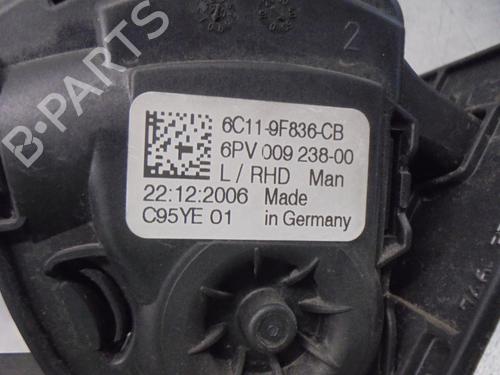 2
6C11-9F836-CB
6PV 009 238-00
L / RHD Man
22:12:2006 Made
C95YE 01 in Germany
B-PARTS